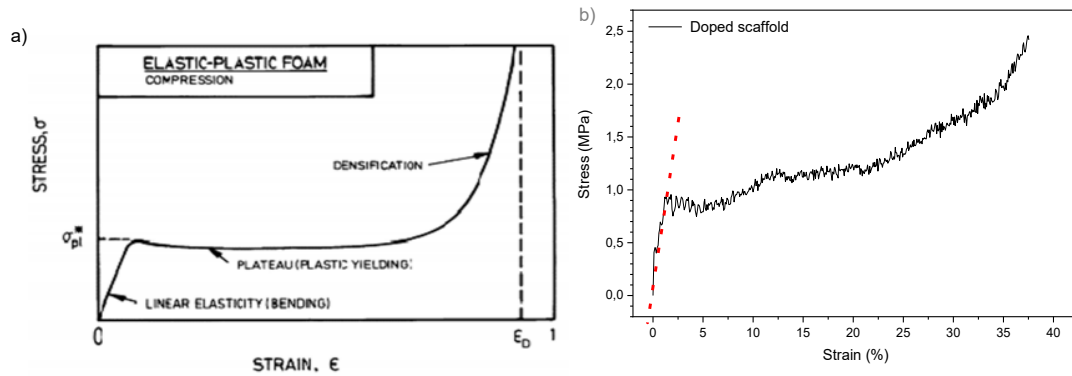 a)
ELASTIC-PLASTIC FOAM
COMPRESSION
STRESS, σ
σ*pl
DENSIFICATION
PLATEAU (PLASTIC YIELDING)
LINEAR ELASTICITY (BENDING)
0
ε_D
1
STRAIN, ε
b)
Doped scaffold
Stress (MPa)
2,5
2,0
1,5
1,0
0,5
0,0
0 5 10 15 20 25 30 35 40
Strain (%)